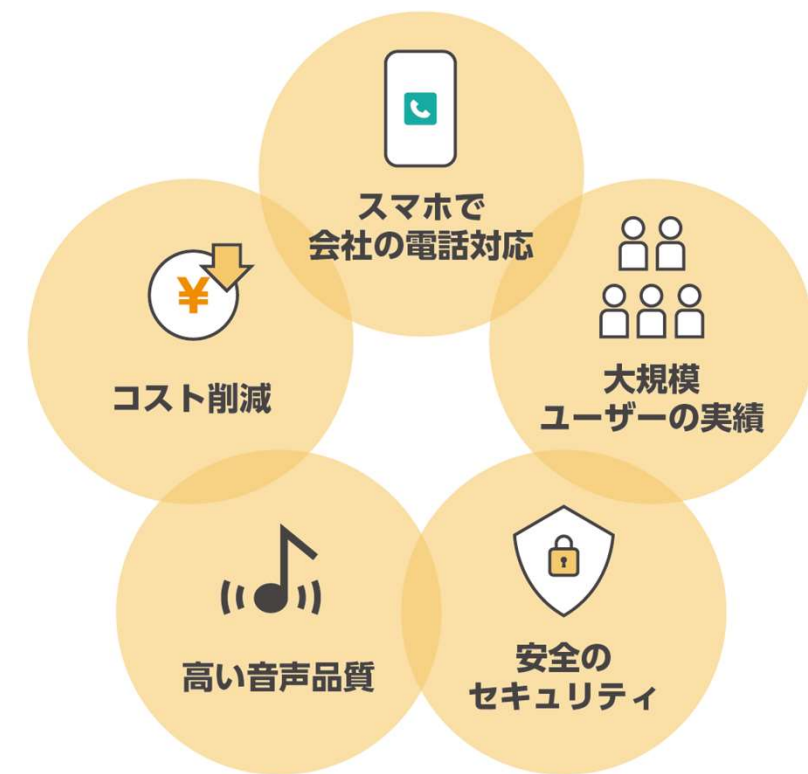 スマホで
会社の電話対応
コスト削減
¥
大規模
ユーザーの実績
高い音声品質
安全の
セキュリティ